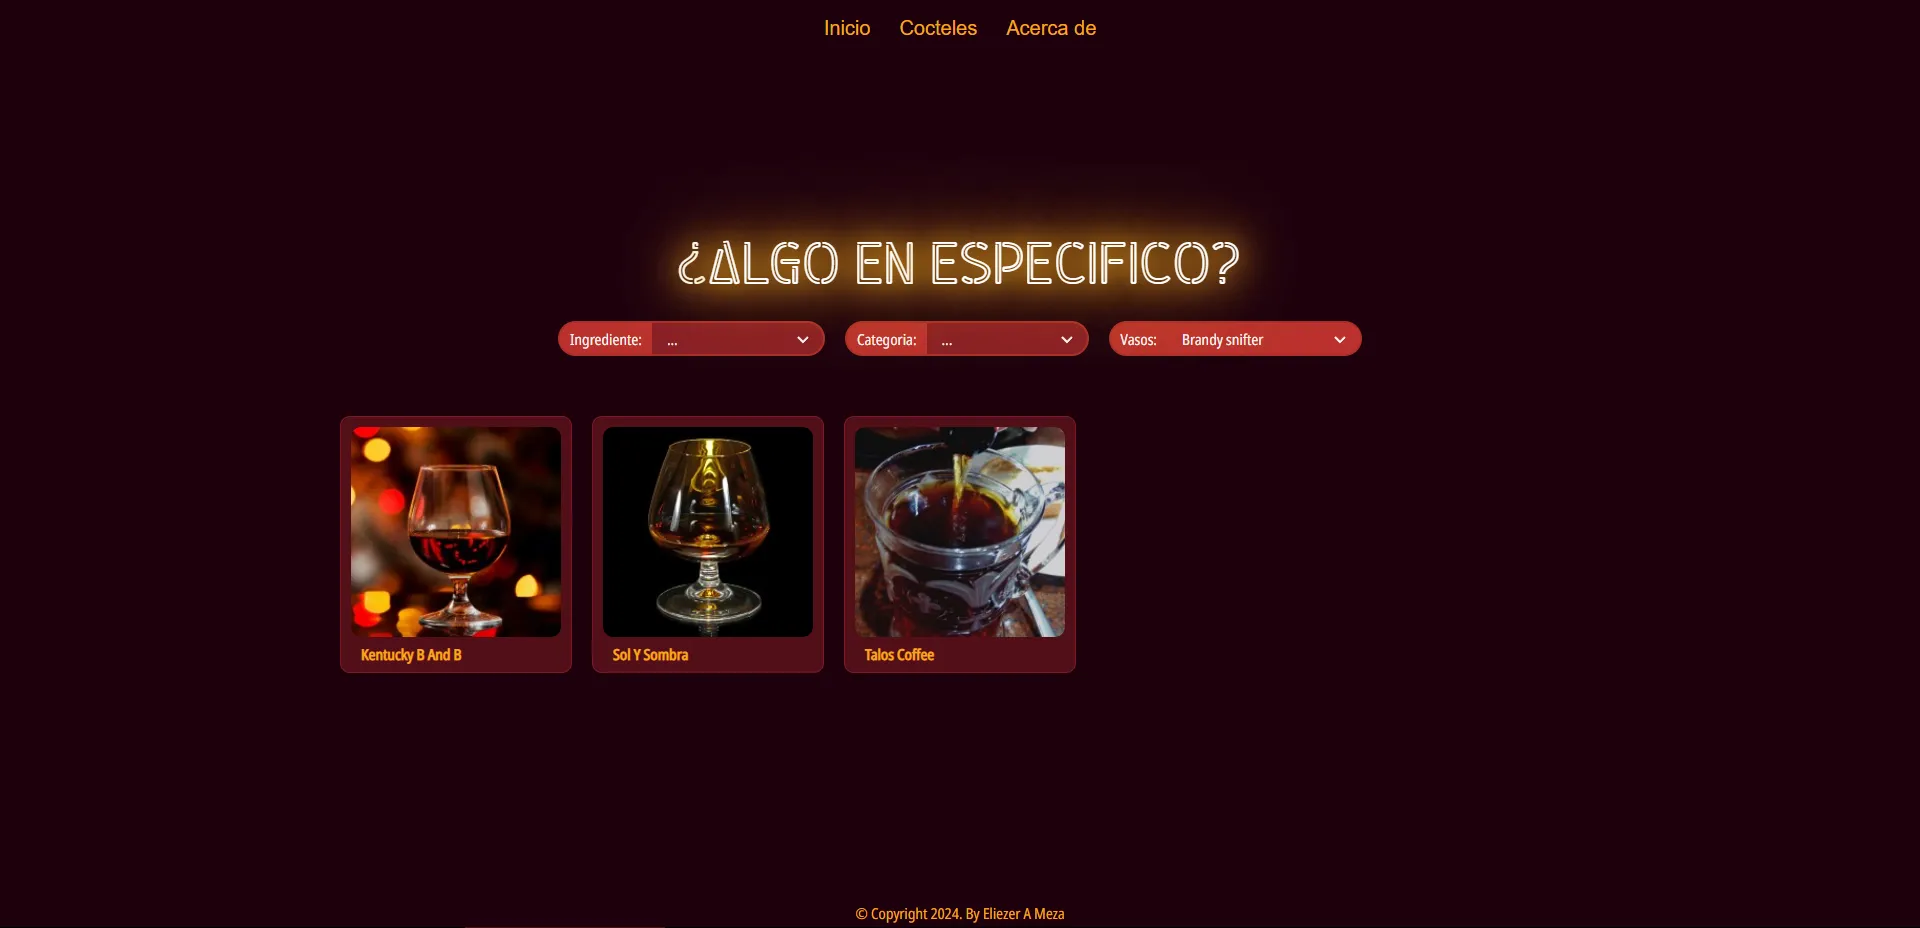 Inicio Cocteles Acerca de
¿ALGO EN ESPECIFICO?
Ingrediente: ... Categoria: ... Vasos: Brandy snifter
Kentucky B And B Sol Y Sombra Talos Coffee
© Copyright 2024. By Eliezer A Meza